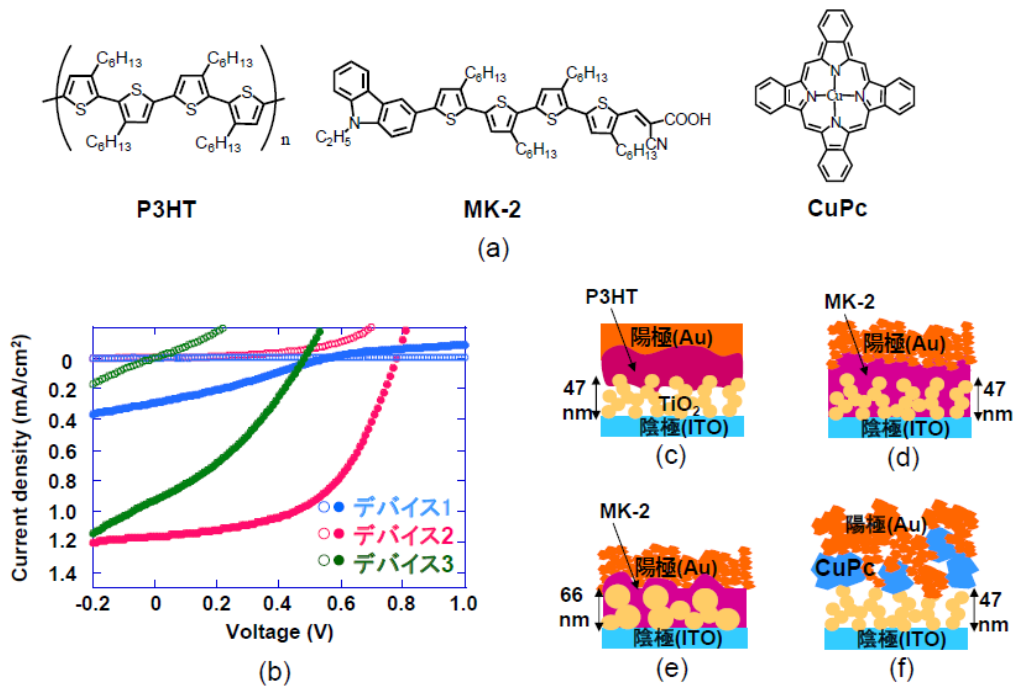 C₆H₁₃
C₆H₁₃
C₆H₁₃
C₆H₁₃
n
P3HT
C₂H₅
C₆H₁₃
C₆H₁₃
C₆H₁₃
C₆H₁₃
COOH
CN
MK-2
Cu
CuPc
(a)
Current density (mA/cm²)
0
0.2
0.4
0.6
0.8
1.0
1.2
1.4
-0.2
0
0.2
0.4
0.6
0.8
1.0
Voltage (V)
デバイス1
デバイス2
デバイス3
(b)
P3HT
陽極(Au)
47
nm
TiO₂
陰極(ITO)
(c)
MK-2
陽極(Au)
47
nm
陰極(ITO)
(d)
MK-2
陽極(Au)
66
nm
陰極(ITO)
(e)
陽極(Au)
CuPc
47
nm
陰極(ITO)
(f)